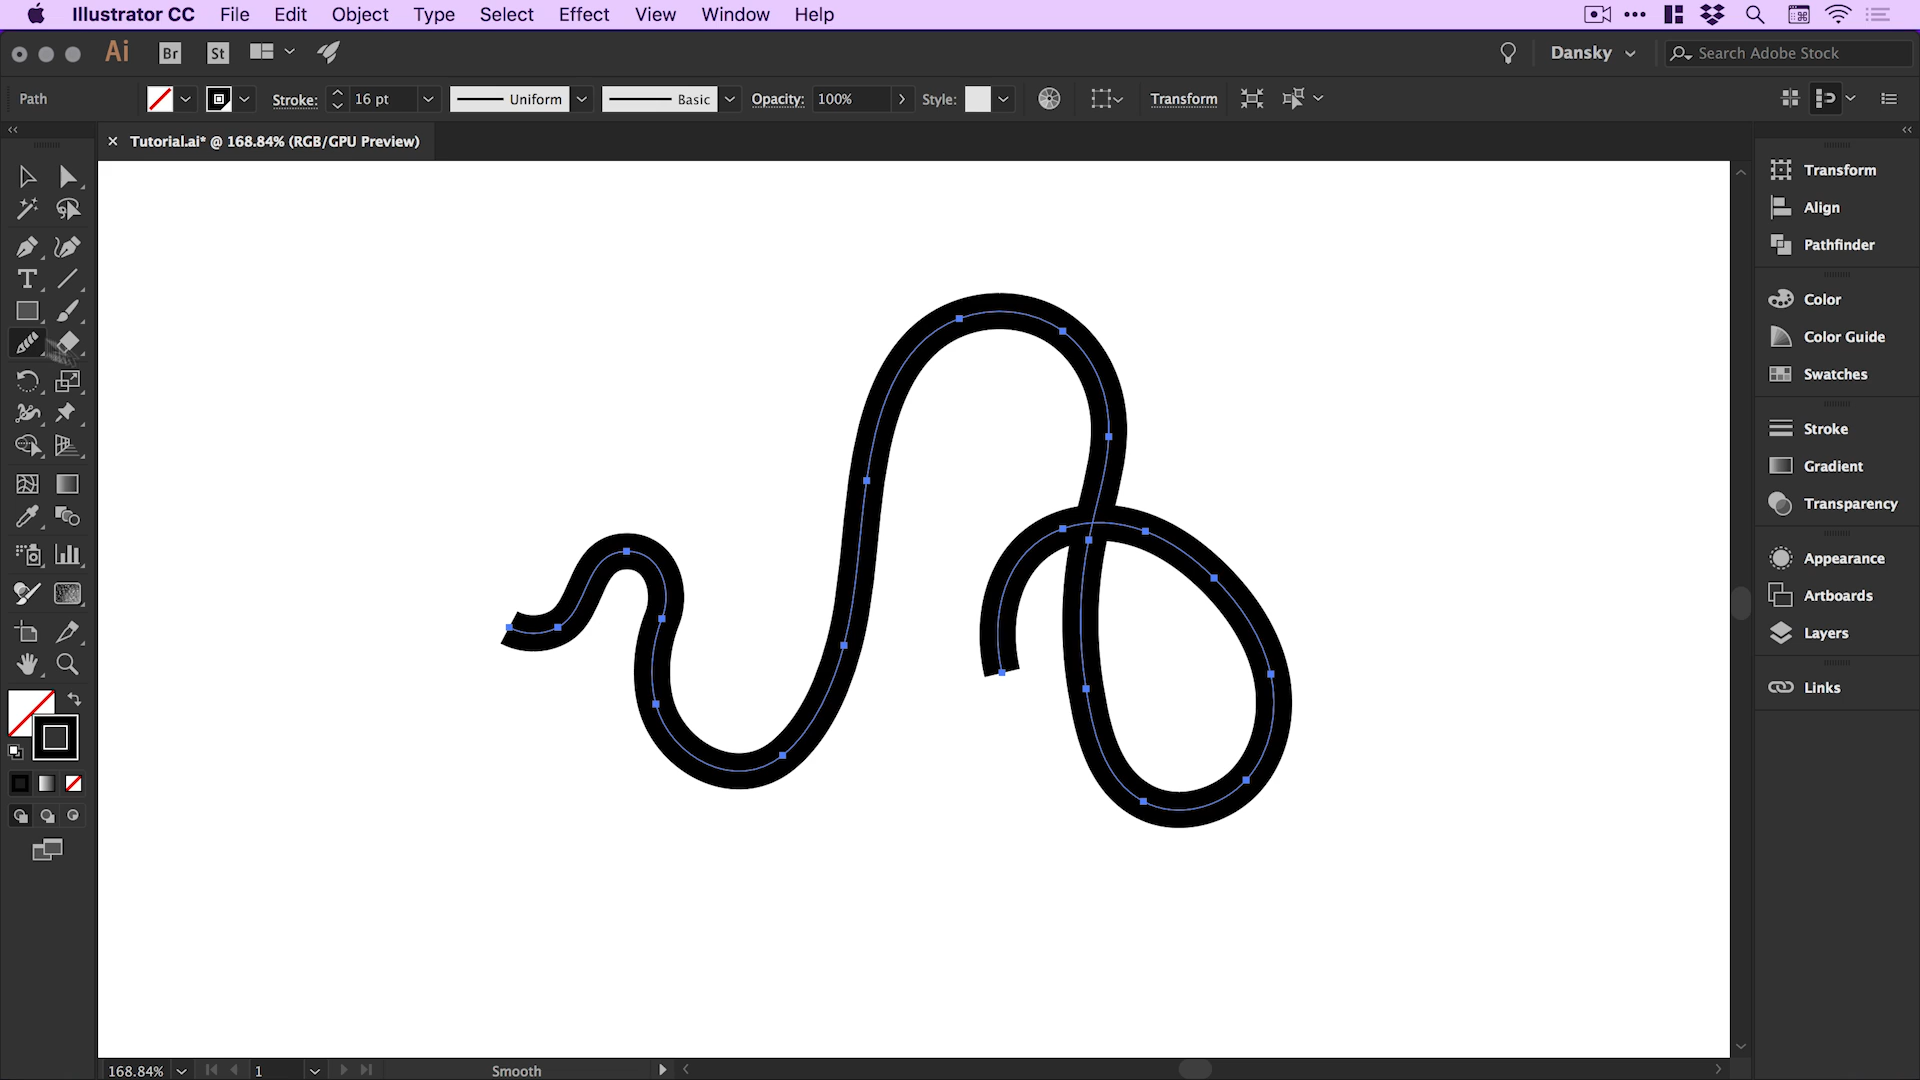 Illustrator CC File Edit Object Type Select Effect View Window Help
Ai Br St Dansky Search Adobe Stock
Path Stroke: 16 pt Uniform Basic Opacity: 100% Style: Transform
Tutorial.ai* @ 168.84% (RGB/GPU Preview)
Transform
Align
Pathfinder
Color
Color Guide
Swatches
Stroke
Gradient
Transparency
Appearance
Artboards
Layers
Links
168.84% 1 Smooth